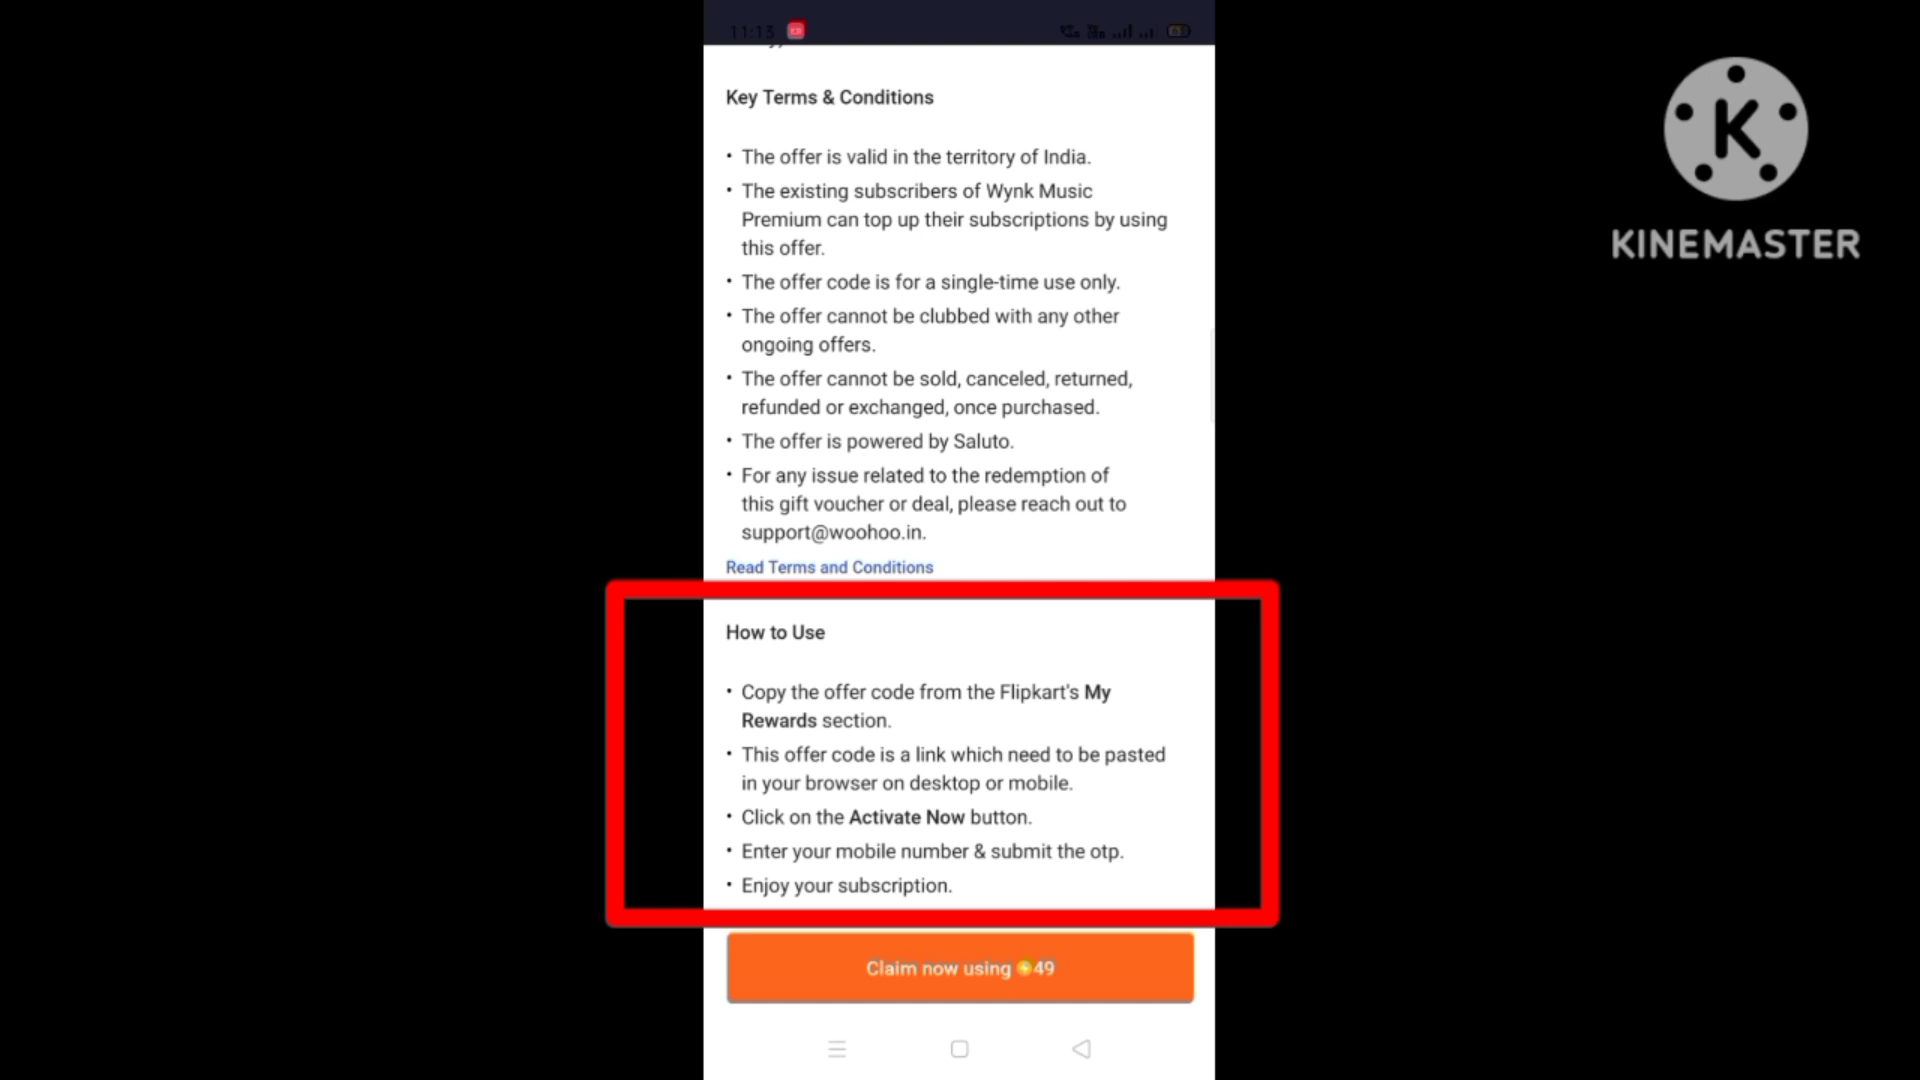 11:13
Key Terms & Conditions
• The offer is valid in the territory of India.
• The existing subscribers of Wynk Music
Premium can top up their subscriptions by using
this offer.
• The offer code is for a single-time use only.
• The offer cannot be clubbed with any other
ongoing offers.
• The offer cannot be sold, canceled, returned,
refunded or exchanged, once purchased.
• The offer is powered by Saluto.
• For any issue related to the redemption of
this gift voucher or deal, please reach out to
support@woohoo.in.
Read Terms and Conditions
How to Use
• Copy the offer code from the Flipkart's My
Rewards section.
• This offer code is a link which need to be pasted
in your browser on desktop or mobile.
• Click on the Activate Now button.
• Enter your mobile number & submit the otp.
• Enjoy your subscription.
Claim now using 49
K
KINEMASTER